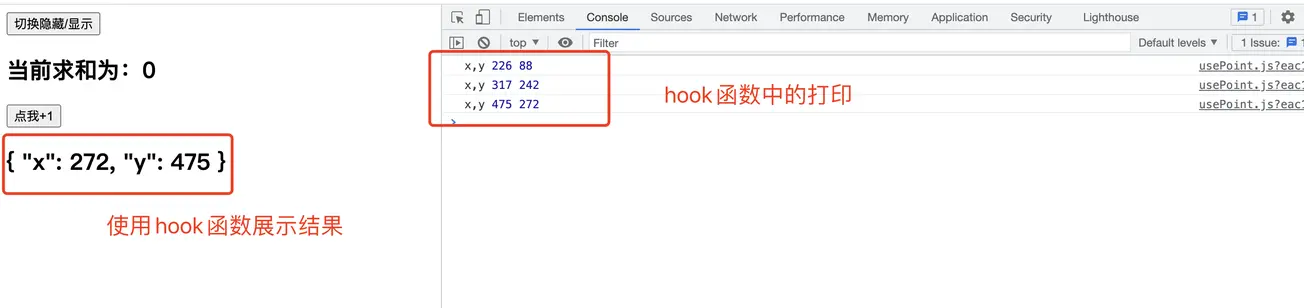 切换隐藏/显示
当前求和为：0
点我+1
{ "x": 272, "y": 475 }
使用hook函数展示结果
Elements Console Sources Network Performance Memory Application Security Lighthouse 1
top Filter Default levels 1 Issue: 1
x,y 226 88 usePoint.js?eac1
x,y 317 242 usePoint.js?eac1
x,y 475 272 usePoint.js?eac1
hook函数中的打印